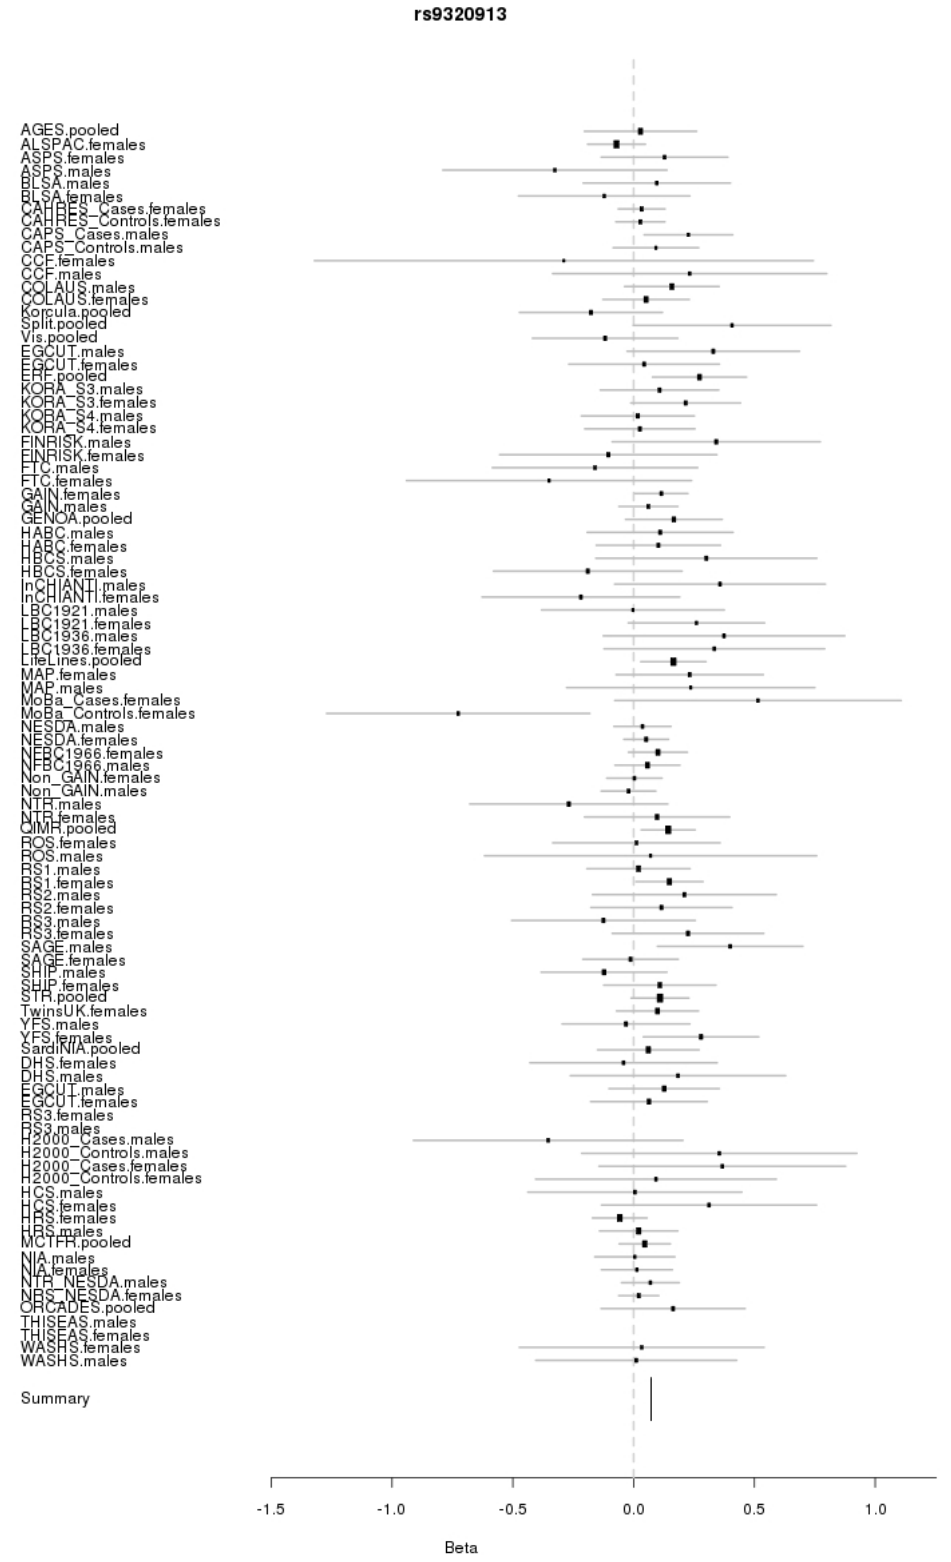 rs9320913
AGES.pooled
ALSPAC.females
ASPS.females
ASPS.males
BLSA.males
BLSA.females
CAHRES_Cases.females
CAHRES_Controls.females
CAPS_Cases.males
CAPS_Controls.males
CCF.females
CCF.males
COLAUS.males
COLAUS.females
Korcula.pooled
Split.pooled
Vis.pooled
EGCUT.males
EGCUT.females
ERF.pooled
KORA_S3.males
KORA_S3.females
KORA_S4.males
KORA_S4.females
FINRISK.males
FINRISK.females
FTC.males
FTC.females
GAIN.females
GAIN.males
GENOA.pooled
HABC.males
HABC.females
HBCS.males
HBCS.females
InCHIANTI.males
InCHIANTI.females
LBC1921.males
LBC1921.females
LBC1936.males
LBC1936.females
LifeLines.pooled
MAP.females
MAP.males
MoBa_Cases.females
MoBa_Controls.females
NESDA.males
NESDA.females
NFBC1966.females
NFBC1966.males
Non_GAIN.females
Non_GAIN.males
NTR.males
NTR.females
QIMR.pooled
ROS.females
ROS.males
RS1.males
RS1.females
RS2.males
RS2.females
RS3.males
RS3.females
SAGE.males
SAGE.females
SHIP.males
SHIP.females
STR.pooled
TwinsUK.females
YFS.males
YFS.females
SardiNIA.pooled
DHS.females
DHS.males
EGCUT.males
EGCUT.females
RS3.females
RS3.males
H2000_Cases.males
H2000_Controls.males
H2000_Cases.females
H2000_Controls.females
HCS.males
HCS.females
HRS.females
HRS.males
MCTFR.pooled
NIA.males
NIA.females
NTR_NESDA.males
NRS_NESDA.females
ORCADES.pooled
THISEAS.males
THISEAS.females
WASHS.females
WASHS.males
Summary
-1.5 -1.0 -0.5 0.0 0.5 1.0
Beta